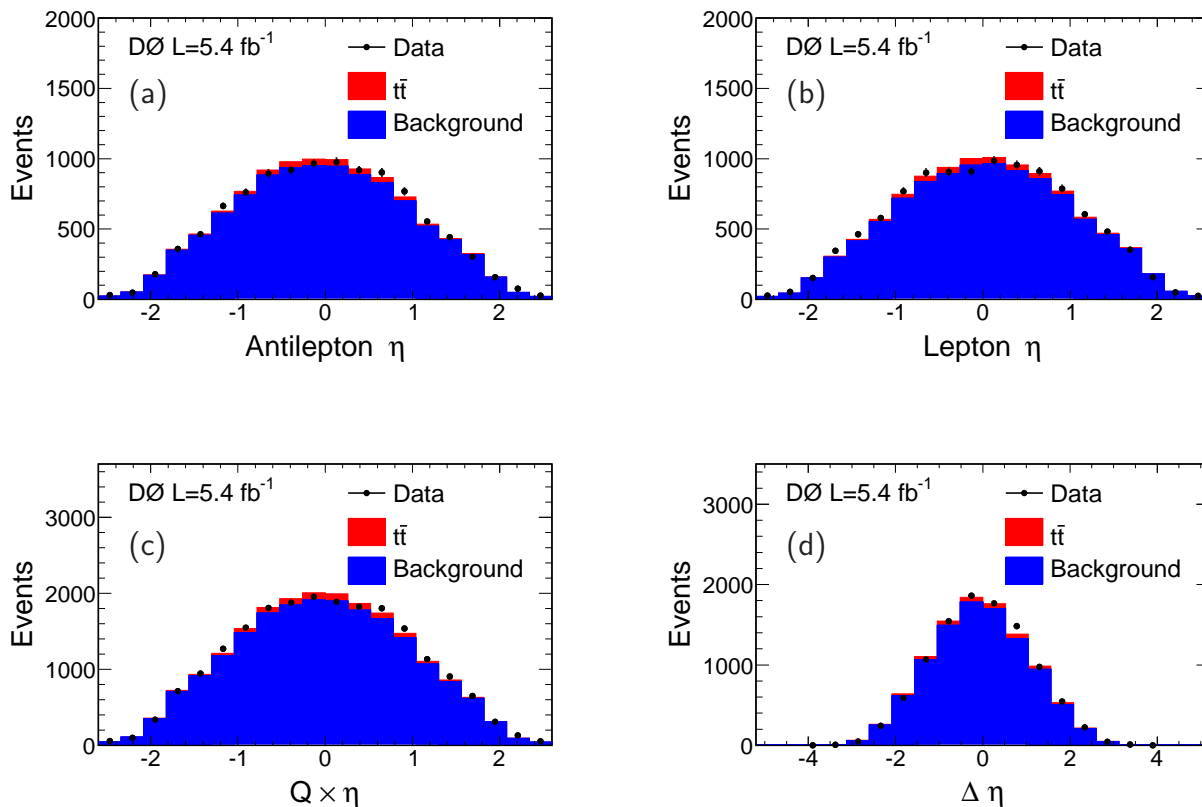 2000
1500
1000
500
0
Events
DØ L=5.4 fb⁻¹
(a)
Data
tt̄
Background
-2 -1 0 1 2
Antilepton η
2000
1500
1000
500
0
Events
DØ L=5.4 fb⁻¹
(b)
Data
tt̄
Background
-2 -1 0 1 2
Lepton η
3000
2000
1000
0
Events
DØ L=5.4 fb⁻¹
(c)
Data
tt̄
Background
-2 -1 0 1 2
Q × η
3000
2000
1000
0
Events
DØ L=5.4 fb⁻¹
(d)
Data
tt̄
Background
-4 -2 0 2 4
Δ η